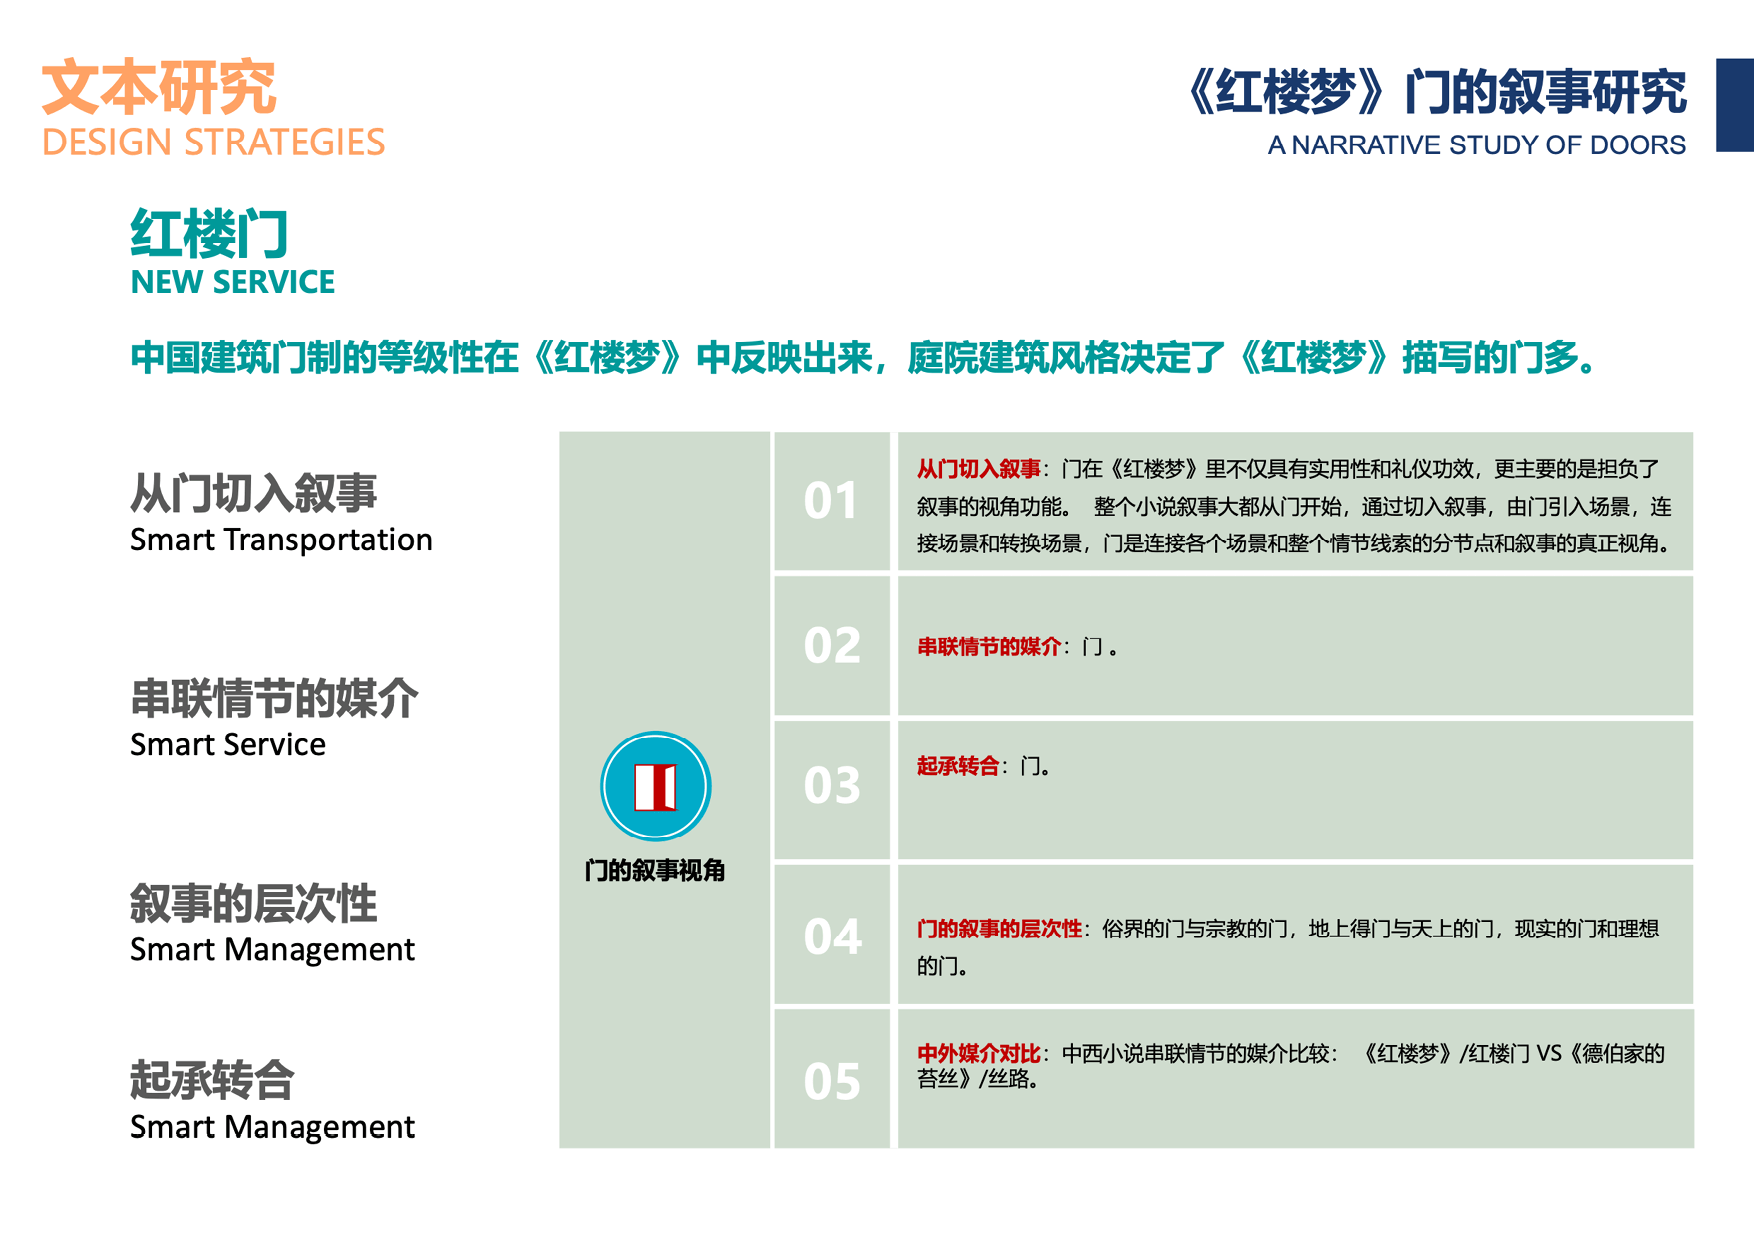 文本研究
DESIGN STRATEGIES
《红楼梦》门的叙事研究
A NARRATIVE STUDY OF DOORS
红楼门
NEW SERVICE
中国建筑门制的等级性在《红楼梦》中反映出来，庭院建筑风格决定了《红楼梦》描写的门多。
从门切入叙事
Smart Transportation
串联情节的媒介
Smart Service
叙事的层次性
Smart Management
起承转合
Smart Management
门的叙事视角
01
从门切入叙事：门在《红楼梦》里不仅具有实用性和礼仪功效，更主要的是担负了
叙事的视角功能。 整个小说叙事大都从门开始，通过切入叙事，由门引入场景，连
接场景和转换场景，门是连接各个场景和整个情节线索的分节点和叙事的真正视角。
02
串联情节的媒介：门 。
03
起承转合：门。
04
门的叙事的层次性：俗界的门与宗教的门，地上得门与天上的门，现实的门和理想
的门。
05
中外媒介对比：中西小说串联情节的媒介比较： 《红楼梦》/红楼门 VS《德伯家的
苔丝》/丝路。